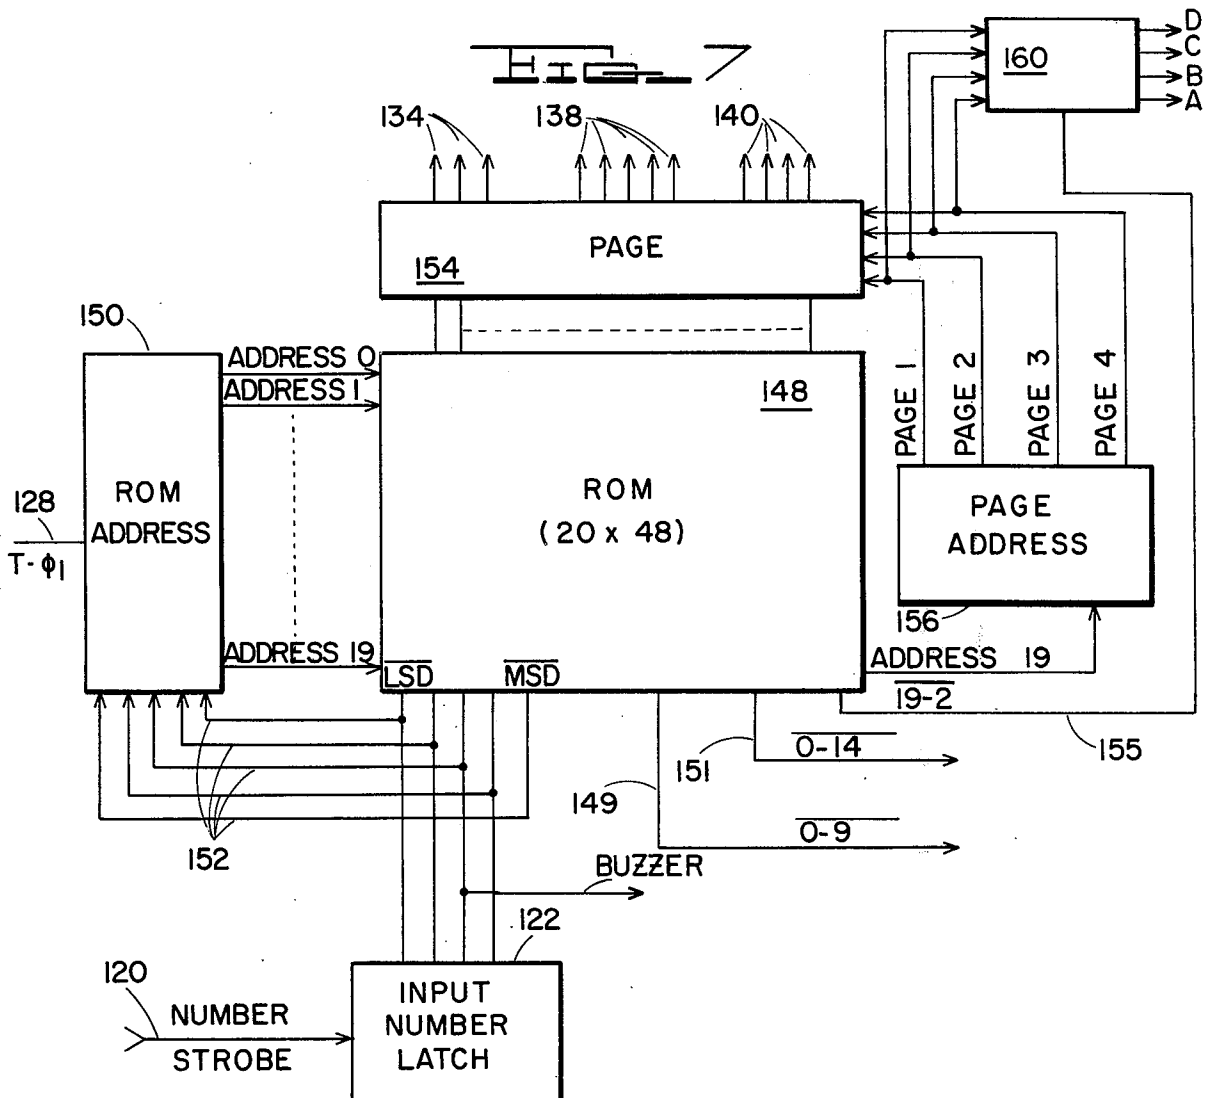 FIG-7
D
C
B
A
160
134
138
140
PAGE
154
150
ADDRESS 0
ADDRESS 1
148
PAGE 1
PAGE 2
PAGE 3
PAGE 4
128
T-ϕ1
ROM
ADDRESS
ROM
(20 x 48)
PAGE
ADDRESS
156
ADDRESS 19
LSD
MSD
ADDRESS 19
19-2
155
151
0-14
149
0-9
152
BUZZER
122
120
NUMBER
STROBE
INPUT
NUMBER
LATCH